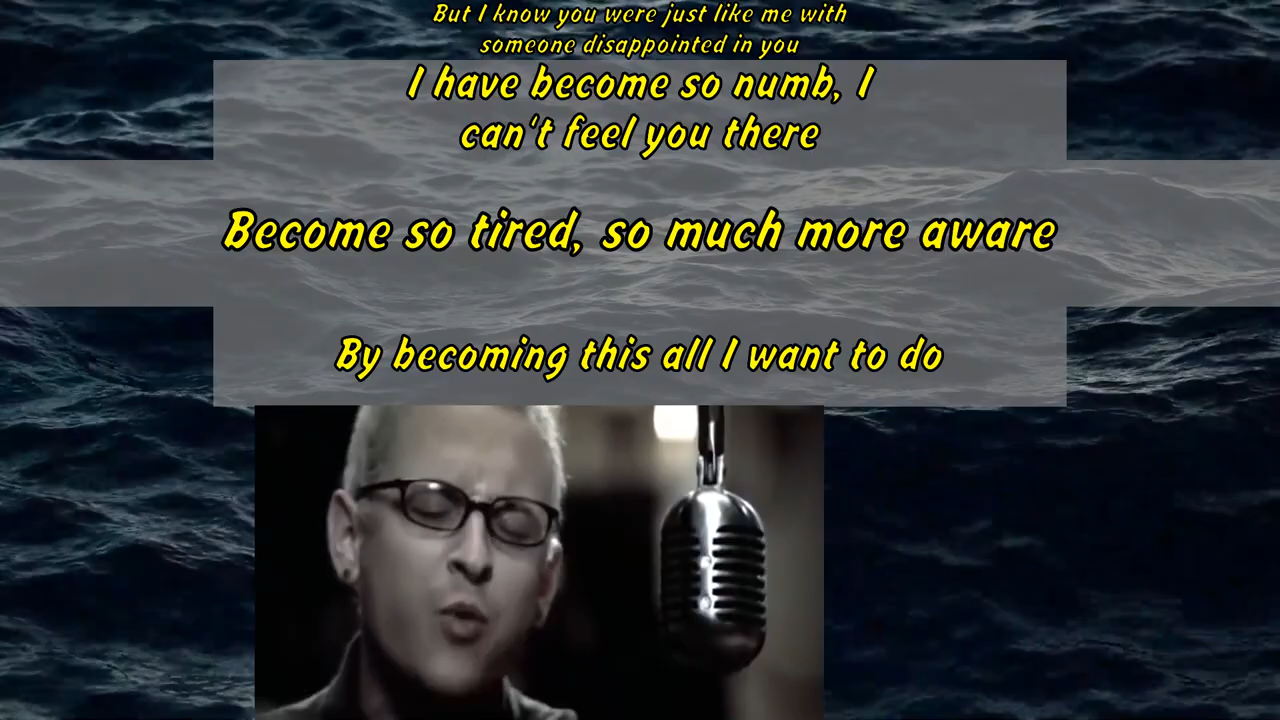 But I know you were just like me with
someone disappointed in you
I have become so numb, I
can't feel you there
Become so tired, so much more aware
By becoming this all I want to do